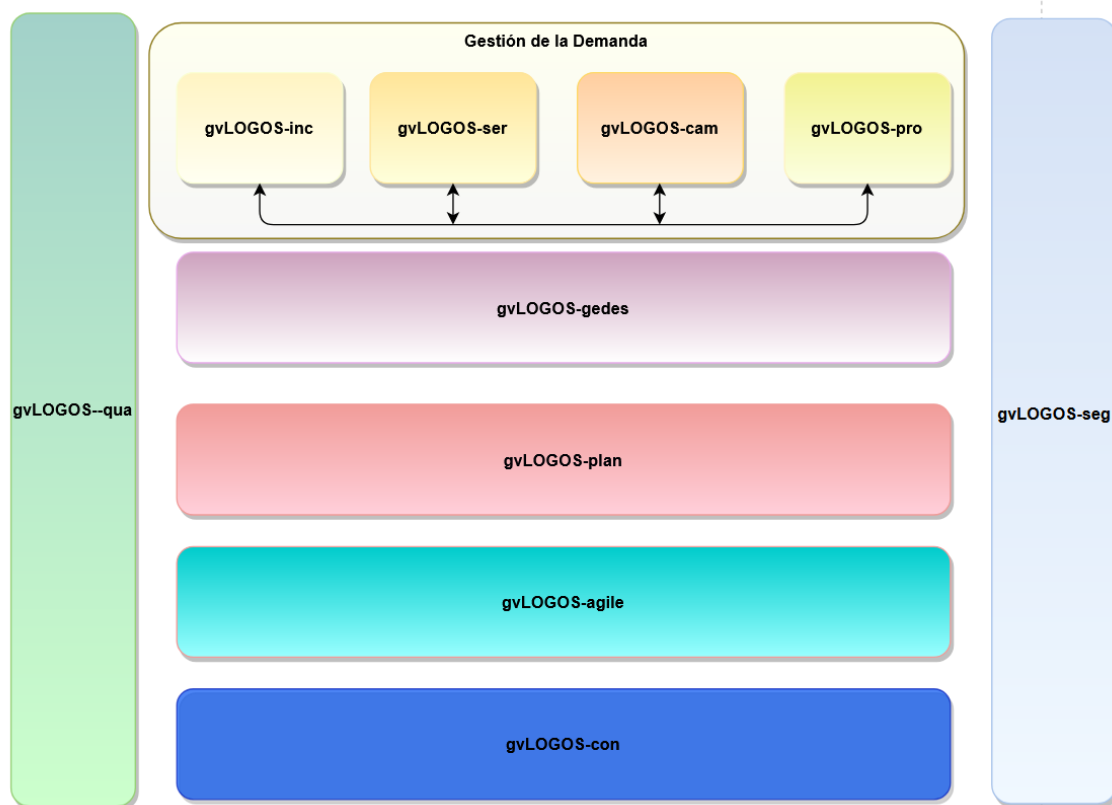 Gestión de la Demanda
gvLOGOS-inc
gvLOGOS-ser
gvLOGOS-cam
gvLOGOS-pro
gvLOGOS-gedes
gvLOGOS--qua
gvLOGOS-seg
gvLOGOS-plan
gvLOGOS-agile
gvLOGOS-con